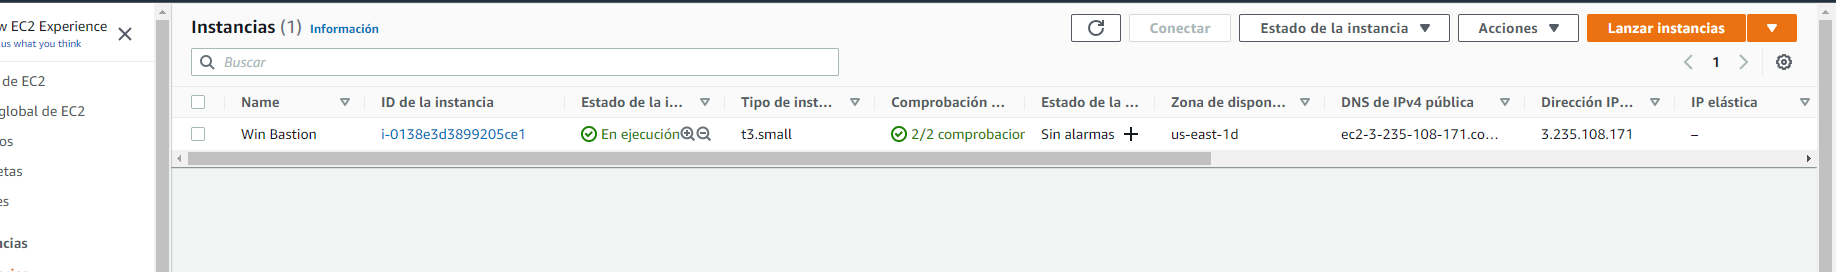 w EC2 Experience
us what you think
de EC2
global de EC2
os
etas
es
ncias
Instancias (1) Información
Conectar
Estado de la instancia
Acciones
Lanzar instancias
Buscar
1
Name ID de la instancia Estado de la i... Tipo de inst... Comprobación ... Estado de la ... Zona de dispon... DNS de IPv4 pública Dirección IP... IP elástica
Win Bastion i-0138e3d3899205ce1 En ejecución t3.small 2/2 comprobacior Sin alarmas + us-east-1d ec2-3-235-108-171.co... 3.235.108.171 –